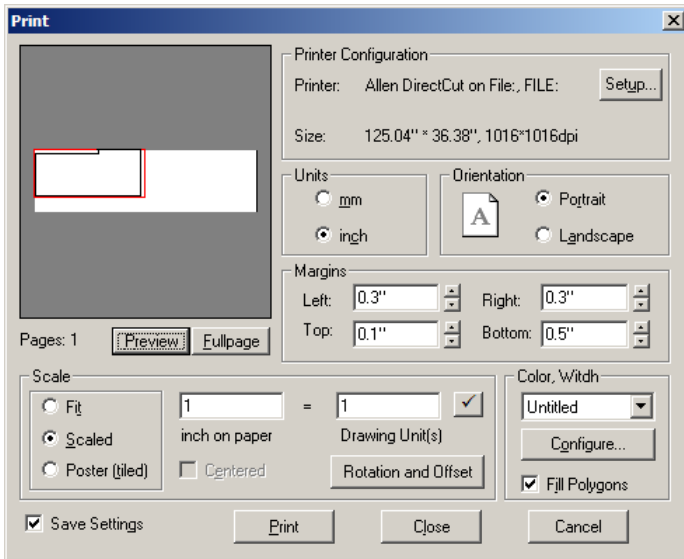 Print
Printer Configuration
Printer: Allen DirectCut on File:, FILE:
Setup...
Size: 125.04" * 36.38", 1016*1016dpi
Units
mm
inch
Orientation
A
Portrait
Landscape
Margins
Left: 0.3" Right: 0.3"
Top: 0.1" Bottom: 0.5"
Pages: 1 Preview Fullpage
Scale
Fit
Scaled
Poster (tiled)
1 = 1
inch on paper Drawing Unit(s)
Centered Rotation and Offset
Color, Witdh
Untitled
Configure...
Fill Polygons
Save Settings Print Close Cancel